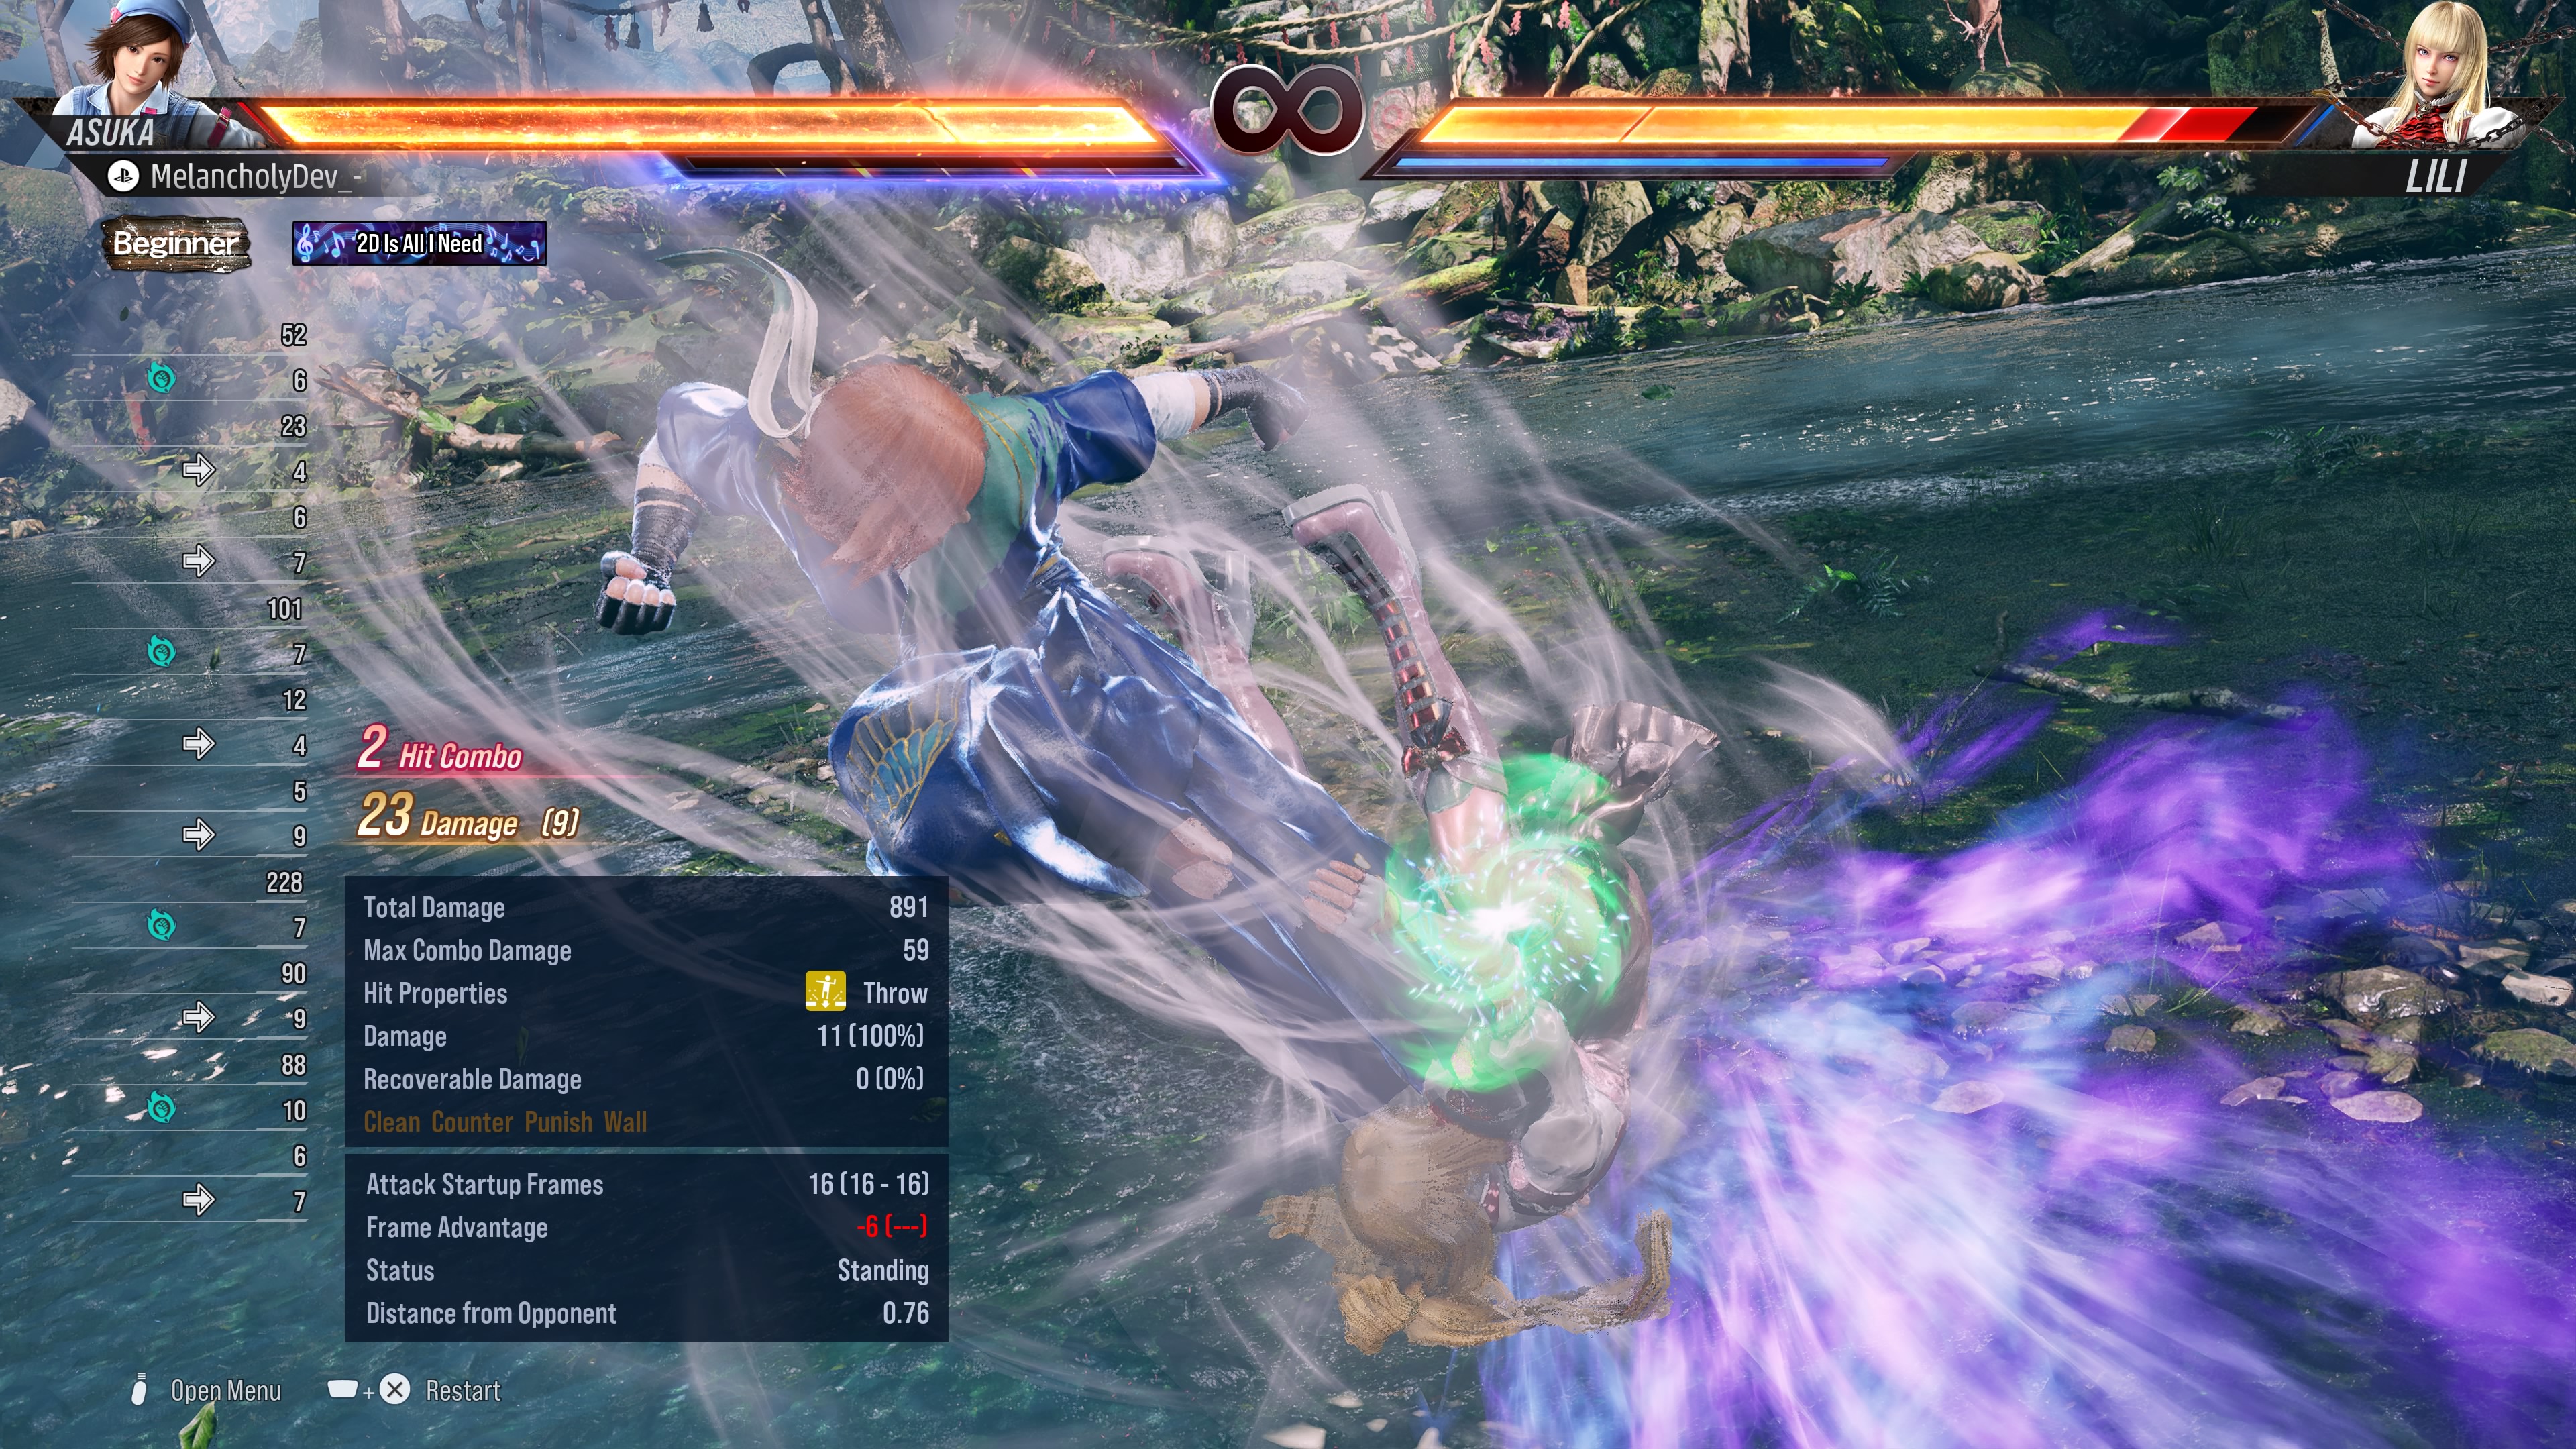 ASUKA
MelancholyDev_-
LILI
Beginner
2D Is All I Need
52
6
23
4
6
7
101
7
12
4
5
9
228
7
90
9
88
10
6
7
2 Hit Combo
23 Damage (9)
Total Damage 891
Max Combo Damage 59
Hit Properties Throw
Damage 11 (100%)
Recoverable Damage 0 (0%)
Clean Counter Punish Wall
Attack Startup Frames 16 (16 - 16)
Frame Advantage -6 (---)
Status Standing
Distance from Opponent 0.76
Open Menu + Restart